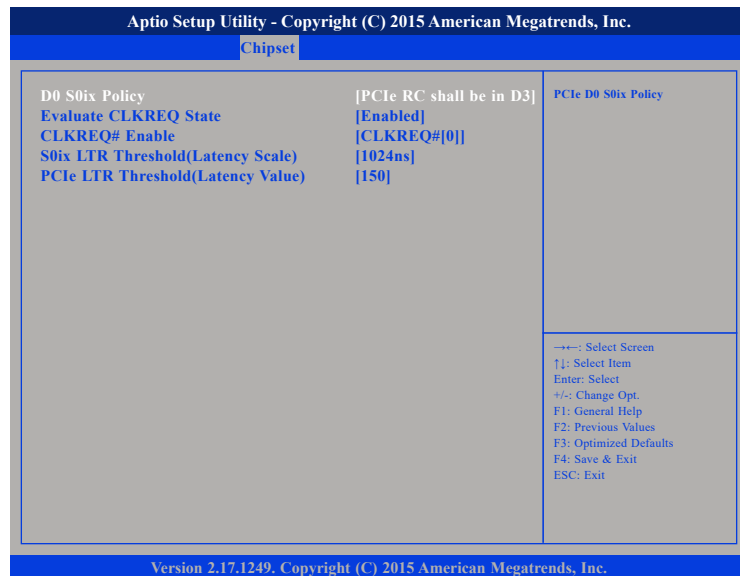 Aptio Setup Utility - Copyright (C) 2015 American Megatrends, Inc.
Chipset
D0 S0ix Policy [PCIe RC shall be in D3]
Evaluate CLKREQ State [Enabled]
CLKREQ# Enable [CLKREQ#[0]]
S0ix LTR Threshold(Latency Scale) [1024ns]
PCIe LTR Threshold(Latency Value) [150]
PCIe D0 S0ix Policy
→←: Select Screen
↑↓: Select Item
Enter: Select
+/-: Change Opt.
F1: General Help
F2: Previous Values
F3: Optimized Defaults
F4: Save & Exit
ESC: Exit
Version 2.17.1249. Copyright (C) 2015 American Megatrends, Inc.